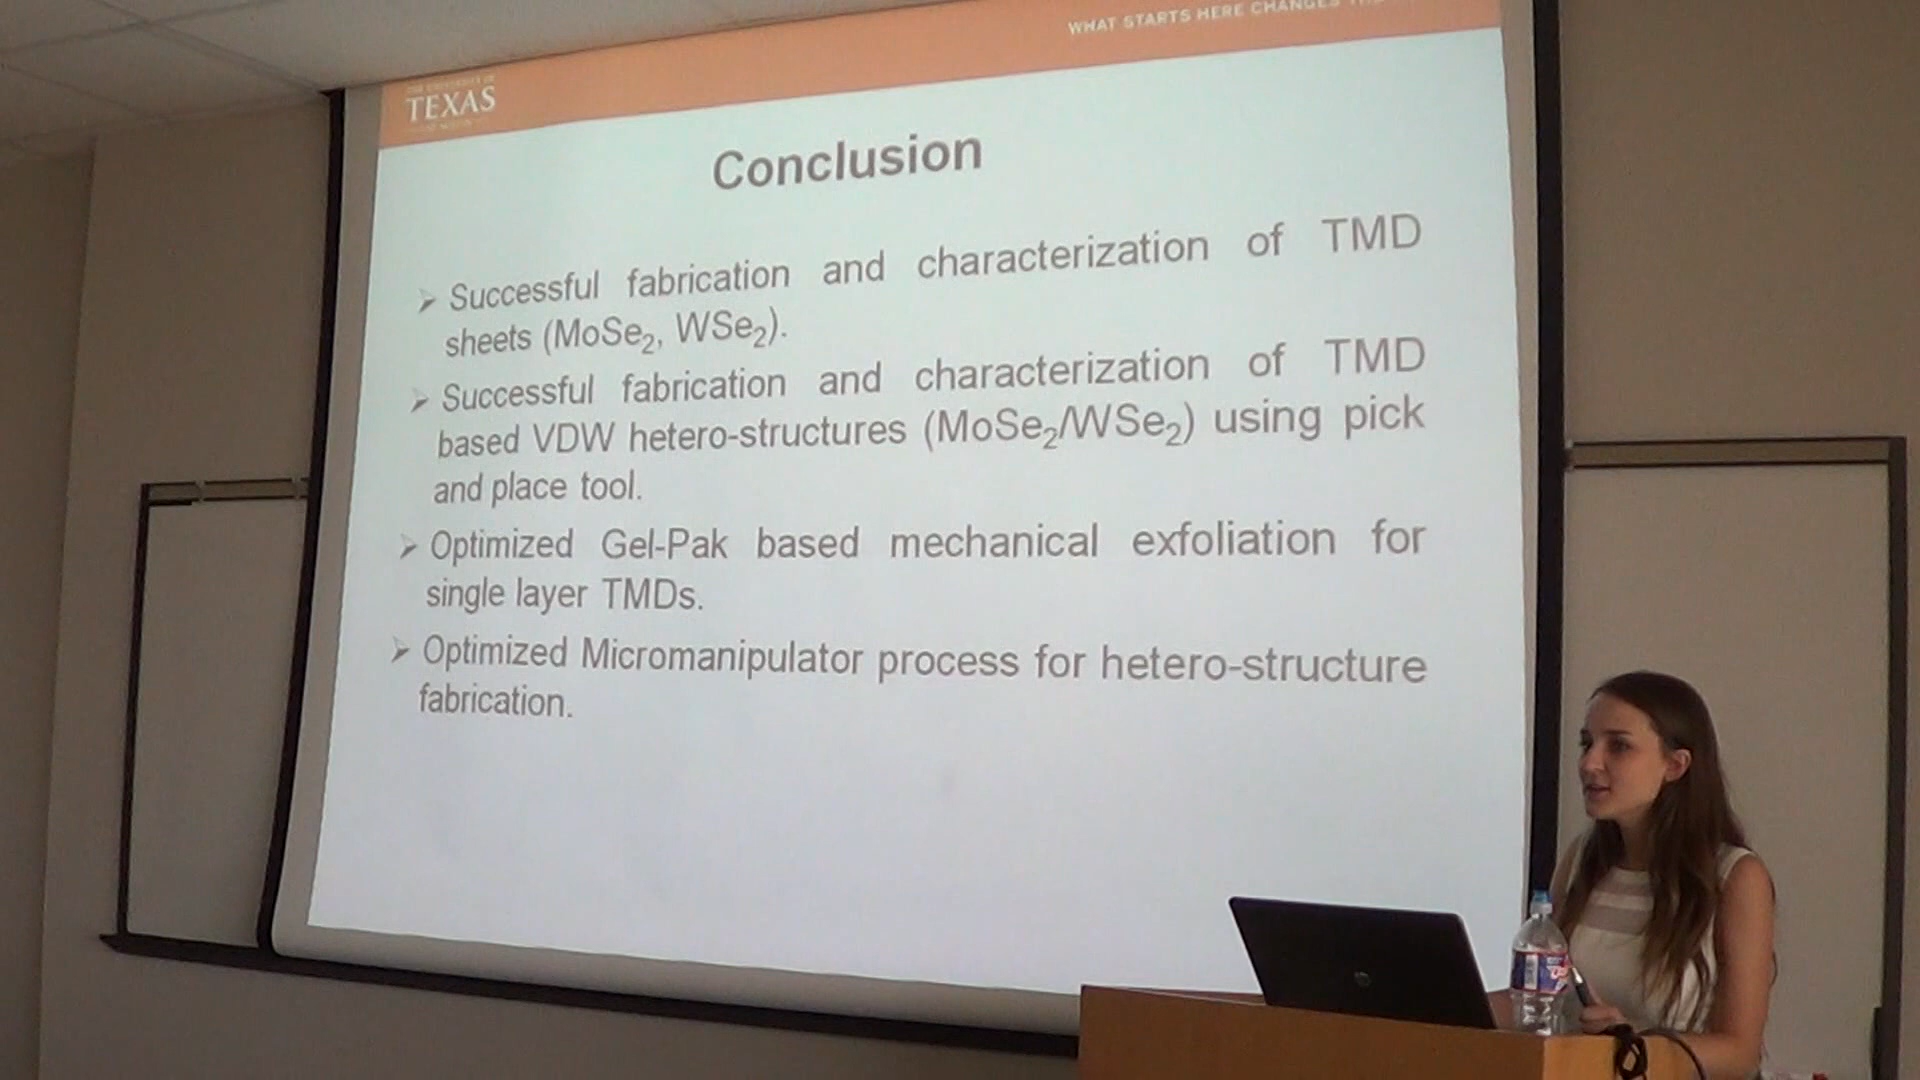 WHAT STARTS HERE CHANGES
TEXAS
Conclusion
➢ Successful fabrication and characterization of TMD
sheets (MoSe₂, WSe₂).
➢ Successful fabrication and characterization of TMD
based VDW hetero-structures (MoSe₂/WSe₂) using pick
and place tool.
➢ Optimized Gel-Pak based mechanical exfoliation for
single layer TMDs.
➢ Optimized Micromanipulator process for hetero-structure
fabrication.